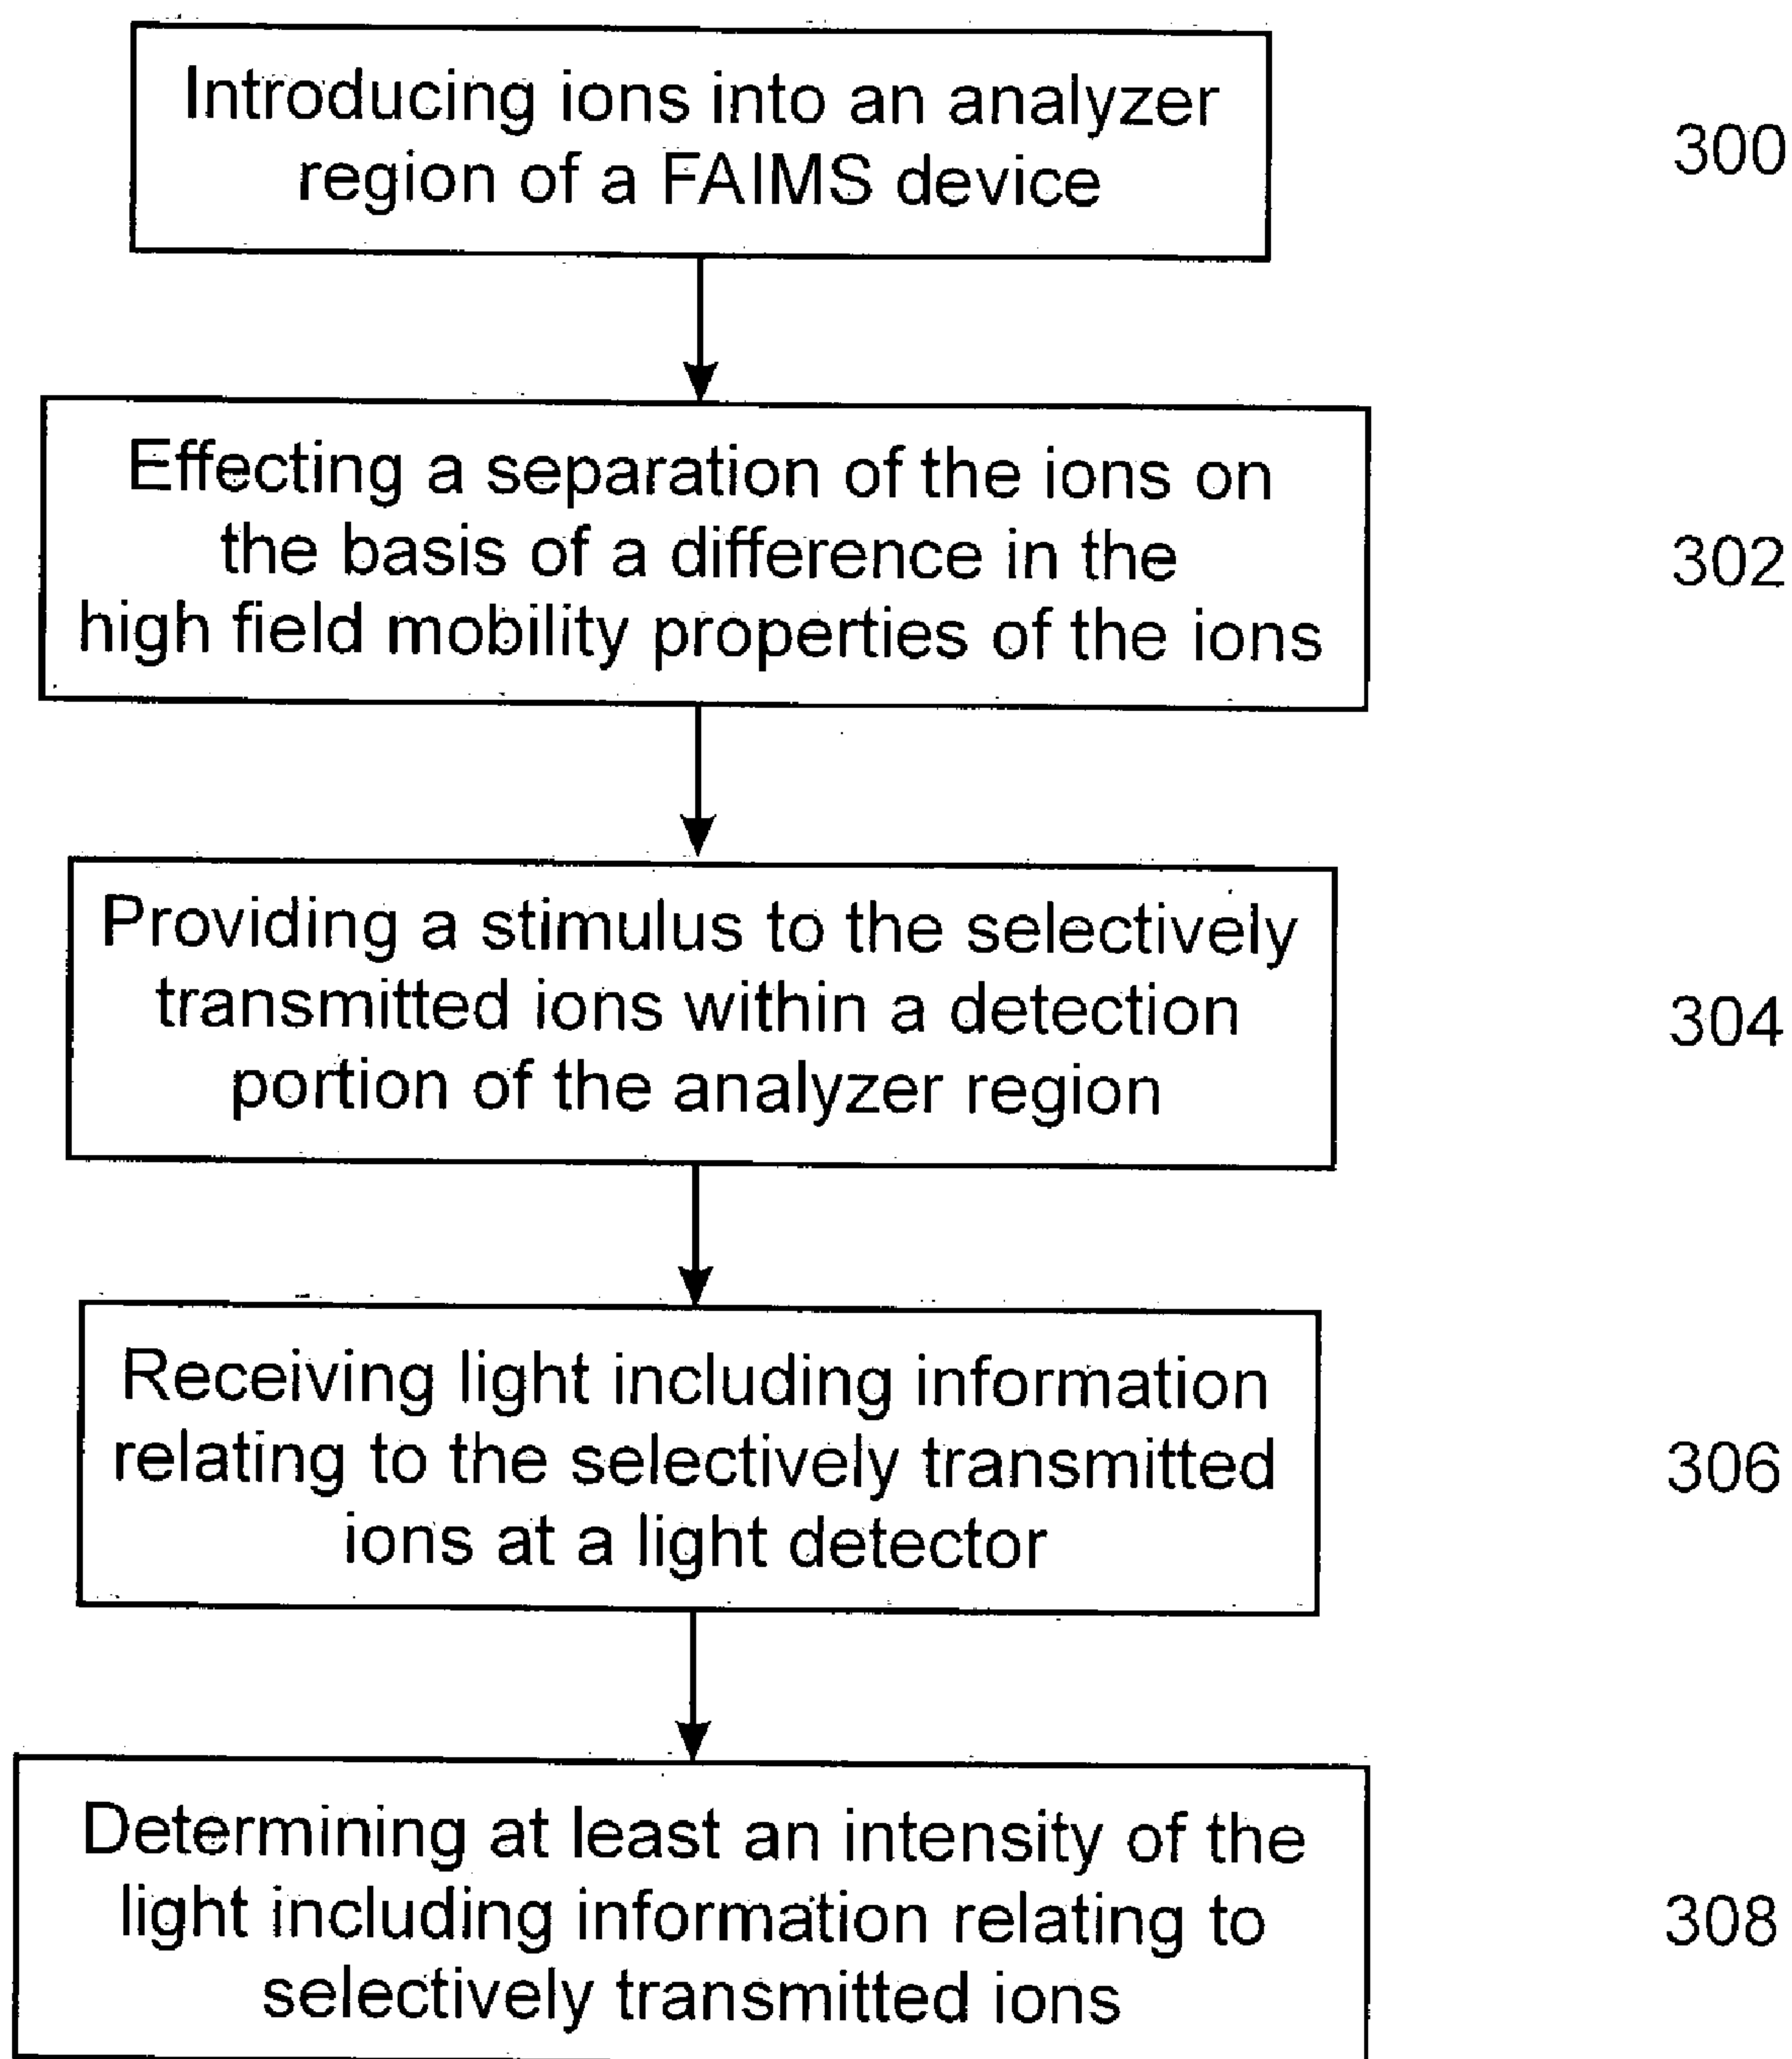 Introducing ions into an analyzer
region of a FAIMS device
300
Effecting a separation of the ions on
the basis of a difference in the
high field mobility properties of the ions
302
Providing a stimulus to the selectively
transmitted ions within a detection
portion of the analyzer region
304
Receiving light including information
relating to the selectively transmitted
ions at a light detector
306
Determining at least an intensity of the
light including information relating to
selectively transmitted ions
308